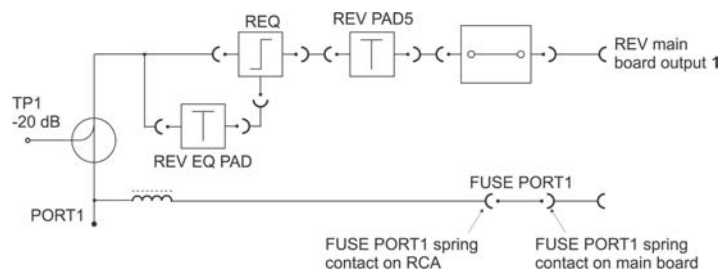 REQ
REV PAD5
REV main
board output 1
TP1
-20 dB
REV EQ PAD
PORT1
FUSE PORT1
FUSE PORT1 spring
contact on RCA
FUSE PORT1 spring
contact on main board